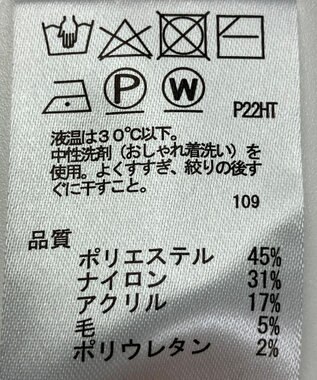 P W P22HT
液温は30℃以下。
中性洗剤（おしゃれ着洗い）を
使用。よくすすぎ、絞りの後す
ぐに干すこと。
109
品質
ポリエステル 45%
ナイロン 31%
アクリル 17%
毛 5%
ポリウレタン 2%